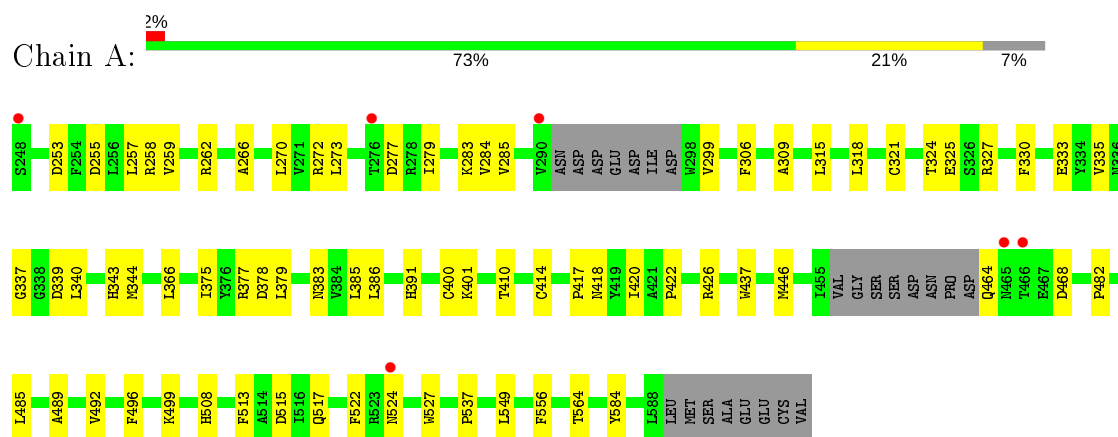 2%
Chain A:
73% 21% 7%
S248 D253 F254 D255 L256 L257 R258 V259 R262 A266 L270 V271 R272 L273 T276 D277 R278 I279 K283 V284 V285 V290 ASN ASP ASP GLU ASP ILE ASP W298 V299 F306 A309 L315 L318 C321 T324 E325 S326 R327 F330 E333 Y334 V335 N336
G337 G338 D339 L340 H343 M344 L366 I375 Y376 R377 D378 L379 N383 V384 L385 L386 H391 C400 K401 T410 C414 P417 N418 Y419 I420 A421 P422 R426 W437 M446 I455 VAL GLY SER SER ASP ASN PRO ASP Q464 N465 T466 E467 D468 P482
L485 A489 V492 F496 K499 H508 F513 A514 D515 I516 Q517 F522 R523 N524 W527 P537 L549 F556 T564 Y584 L588 LEU MET SER ALA GLU GLU CYS VAL